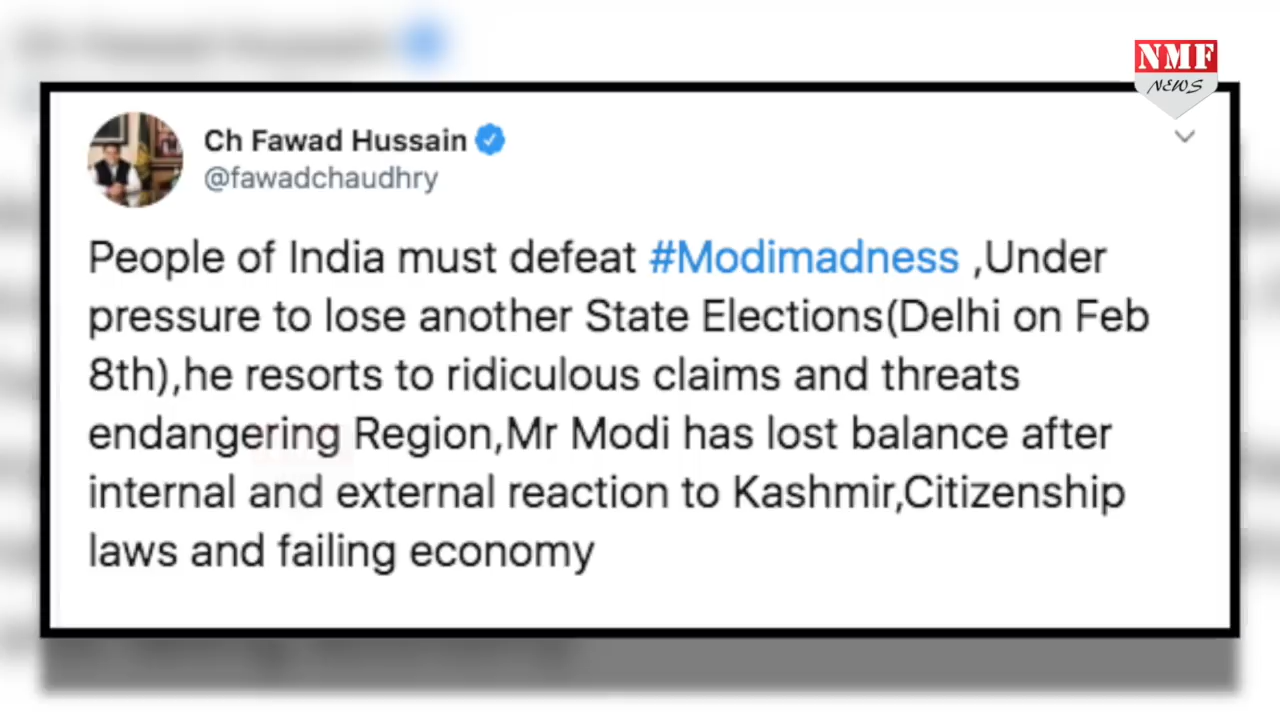 NMF
NEWS
Ch Fawad Hussain
@fawadchaudhry
People of India must defeat #Modimadness ,Under
pressure to lose another State Elections(Delhi on Feb
8th),he resorts to ridiculous claims and threats
endangering Region,Mr Modi has lost balance after
internal and external reaction to Kashmir,Citizenship
laws and failing economy